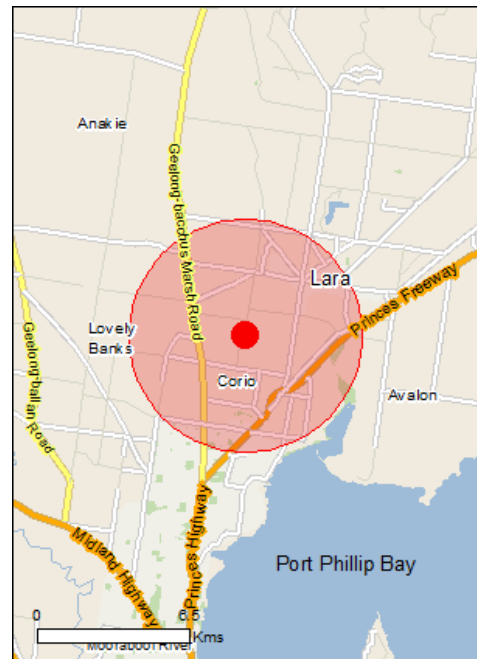 Anakie
Geelong-bacchus Marsh Road
Lara
Princes Freeway
Lovely
Banks
Geelong-ballan Road
Corio
Avalon
Princes Highway
Midland Highway
Port Phillip Bay
0
6.5
Kms
Moorabool River